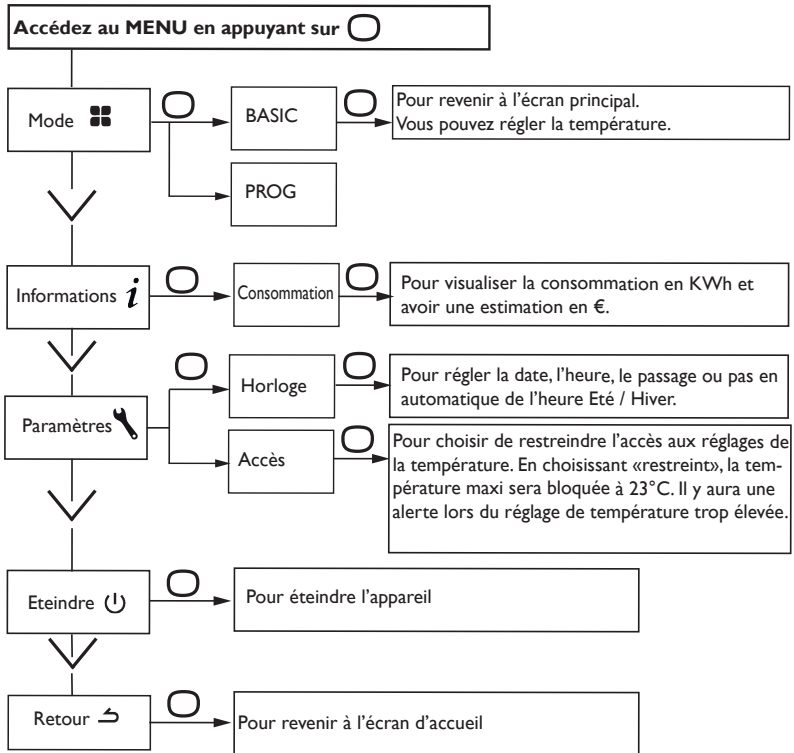 Accédez au MENU en appuyant sur
Mode
BASIC
Pour revenir à l'écran principal.
Vous pouvez régler la température.
PROG
Informations i
Consommation
Pour visualiser la consommation en KWh et
avoir une estimation en €.
Paramètres
Horloge
Pour régler la date, l'heure, le passage ou pas en
automatique de l'heure Eté / Hiver.
Accès
Pour choisir de restreindre l'accès aux réglages de
la température. En choisissant «restreint», la tem-
pérature maxi sera bloquée à 23°C. Il y aura une
alerte lors du réglage de température trop élevée.
Eteindre
Pour éteindre l'appareil
Retour
Pour revenir à l'écran d'accueil